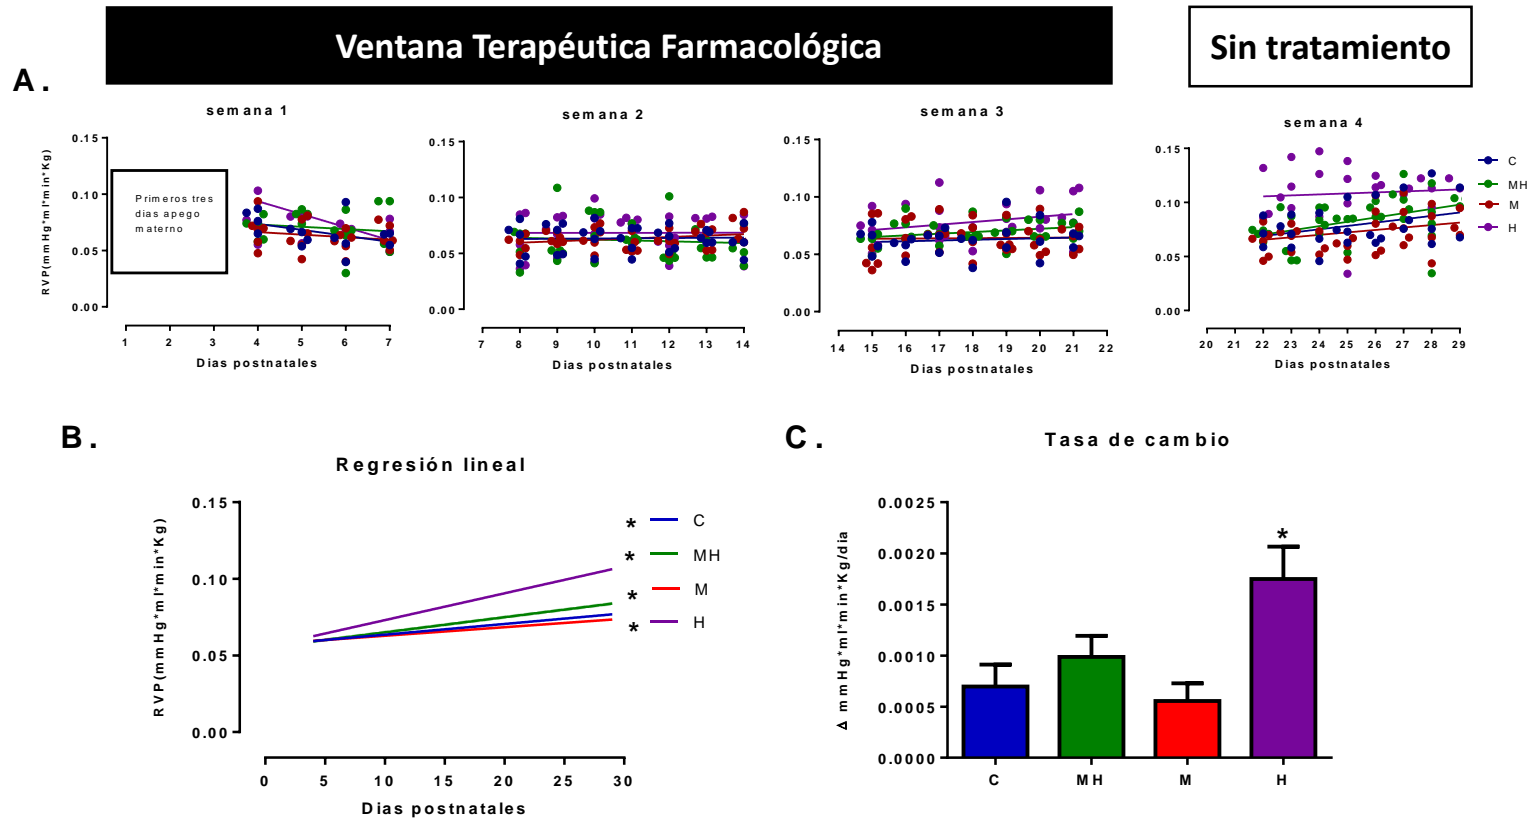 Ventana Terapéutica Farmacológica
Sin tratamiento
A.
semana 1
RVP(mmHg*ml*min*Kg)
0.15
0.10
0.05
0.00
Primeros tres
dias apego
materno
1 2 3 4 5 6 7
Dias postnatales
semana 2
0.15
0.10
0.05
0.00
7 8 9 10 11 12 13 14
Dias postnatales
semana 3
0.15
0.10
0.05
0.00
14 15 16 17 18 19 20 21 22
Dias postnatales
semana 4
0.15
0.10
0.05
0.00
20 21 22 23 24 25 26 27 28 29
Dias postnatales
C
MH
M
H
B.
Regresión lineal
RVP(mmHg*ml*min*Kg)
0.15
0.10
0.05
0.00
0 5 10 15 20 25 30
Dias postnatales
* C
* MH
* M
* H
C.
Tasa de cambio
Δ mmHg*ml*min*Kg/dia
0.0025
0.0020
0.0015
0.0010
0.0005
0.0000
*
C MH M H